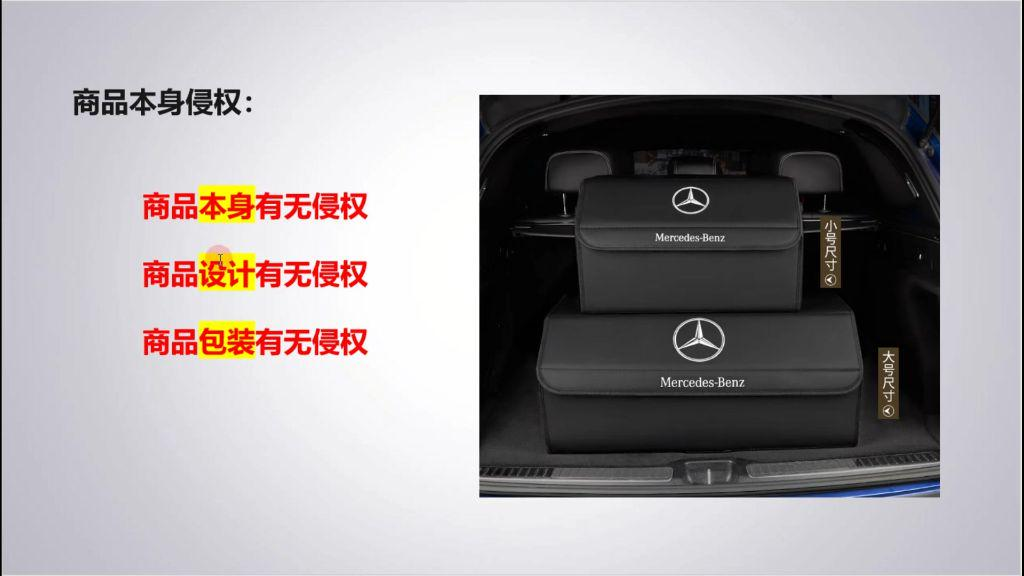 商品本身侵权：
商品本身有无侵权
商品设计有无侵权
商品包装有无侵权
Mercedes-Benz
小号尺寸
Mercedes-Benz
大号尺寸